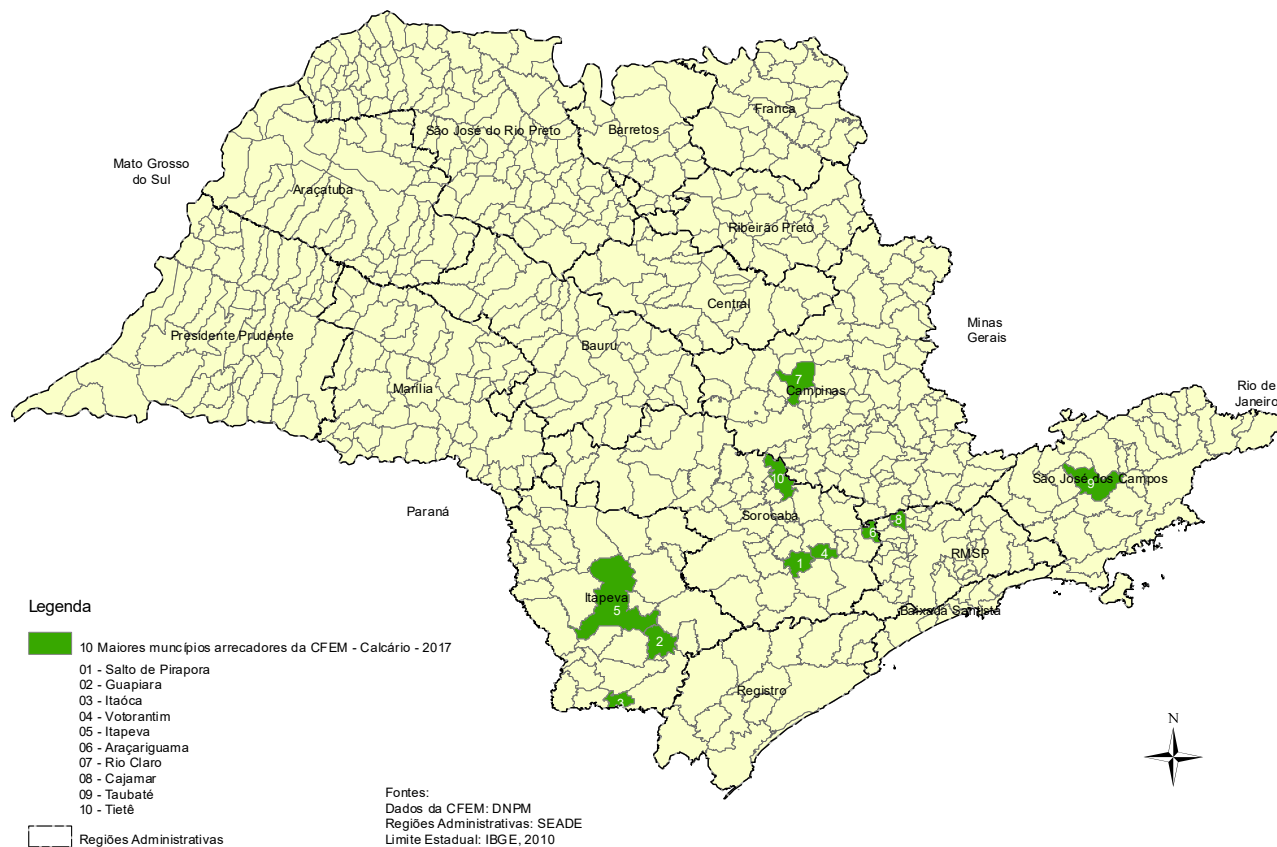 Franca
São José do Rio Preto
Barretos
Mato Grosso
do Sul
Araçatuba
Ribeirão Preto
Central
Minas
Gerais
Presidente Prudente
Bauru
Marília
7
Campinas
Rio de
Janeiro
10
São José dos Campos
9
Paraná
Sorocaba
8
6
4
1
RMSP
Itapeva
5
Baixada Santista
2
Registro
3
N
Legenda
10 Maiores muncípios arrecadores da CFEM - Calcário - 2017
01 - Salto de Pirapora
02 - Guapiara
03 - Itaóca
04 - Votorantim
05 - Itapeva
06 - Araçariguama
07 - Rio Claro
08 - Cajamar
09 - Taubaté
10 - Tietê
Regiões Administrativas
Fontes:
Dados da CFEM: DNPM
Regiões Administrativas: SEADE
Limite Estadual: IBGE, 2010